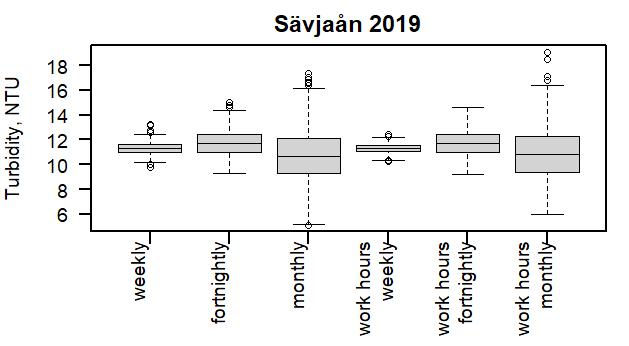 Sävjaån 2019
Turbidity, NTU
18
16
14
12
10
8
6
weekly
fortnightly
monthly
work hours
weekly
work hours
fortnightly
work hours
monthly